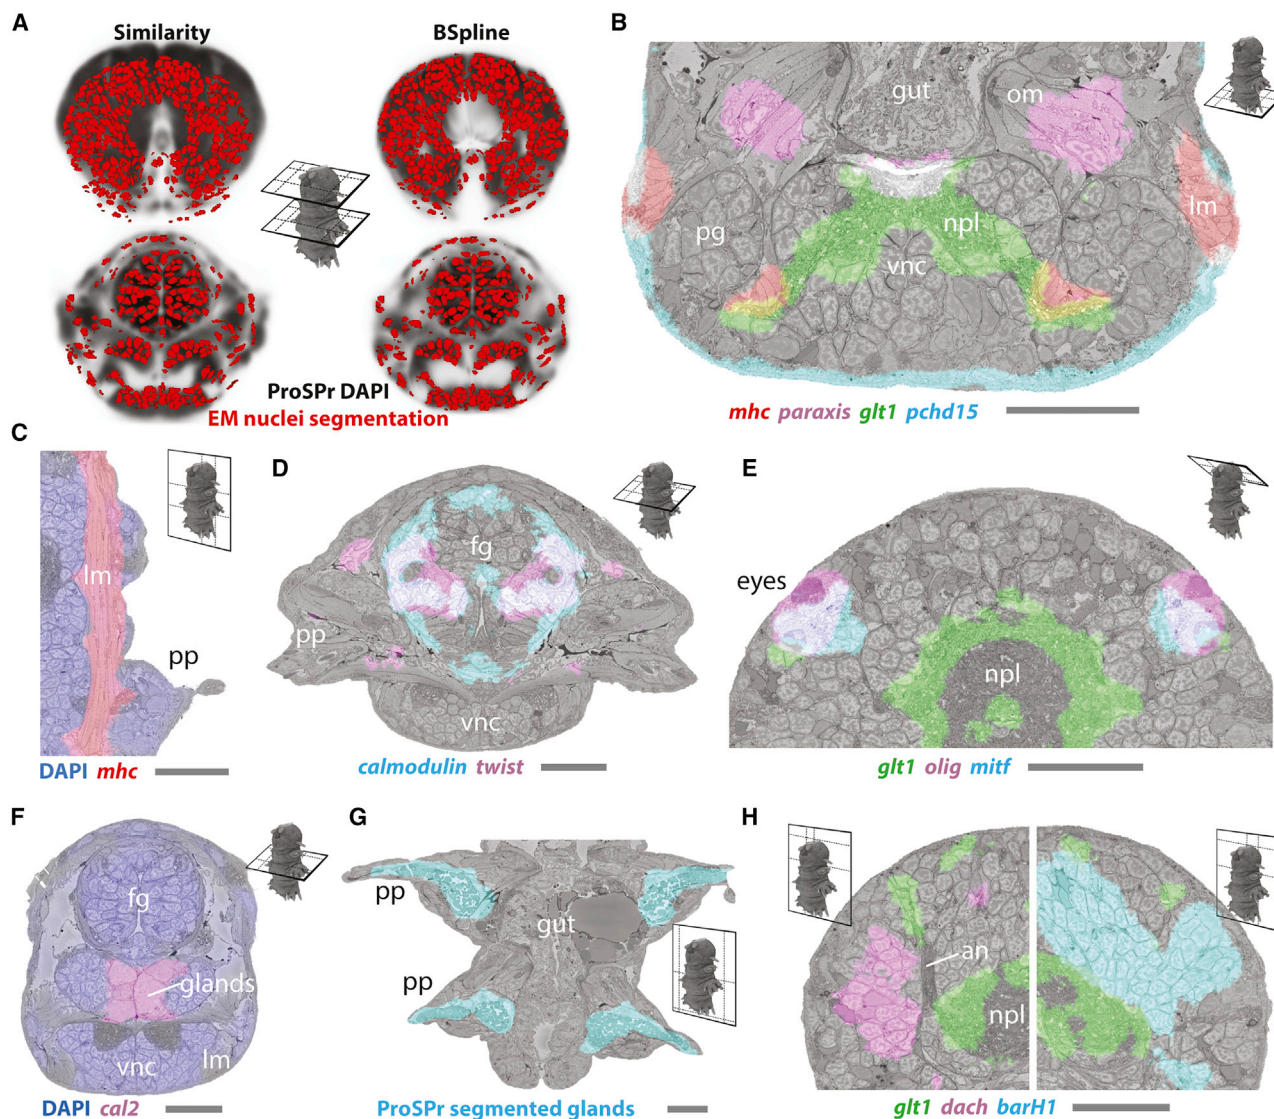 A
Similarity
BSpline
ProSPr DAPI
EM nuclei segmentation
B
gut
om
lm
pg
npl
vnc
mhc paraxis glt1 pchd15
C
lm
pp
DAPI mhc
D
fg
pp
vnc
calmodulin twist
E
eyes
npl
glt1 olig mitf
F
fg
glands
vnc
lm
DAPI cal2
G
pp
gut
pp
ProSPr segmented glands
H
an
npl
glt1 dach barH1